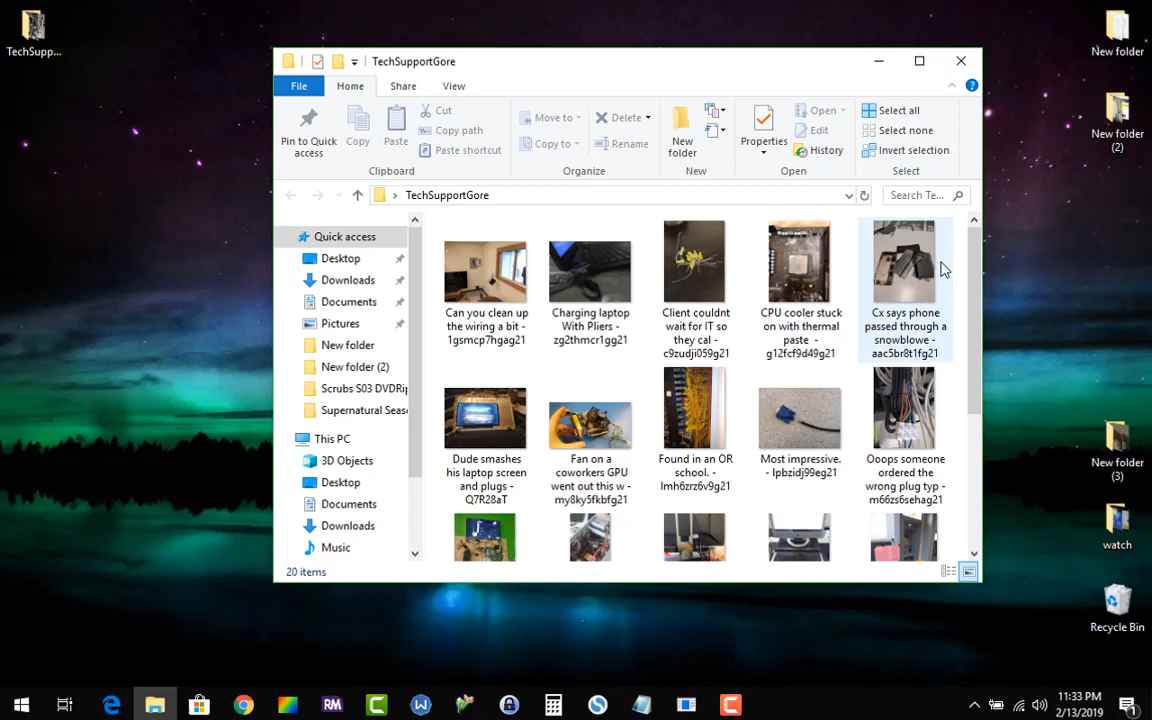 TechSupp...
New folder
New folder
(2)
New folder
(3)
watch
Recycle Bin
TechSupportGore
File
Home
Share
View
Pin to Quick
access
Copy
Paste
Cut
Copy path
Paste shortcut
Clipboard
Move to
Copy to
Delete
Rename
Organize
New
folder
New
Properties
Open
Edit
History
Open
Select all
Select none
Invert selection
Select
TechSupportGore
Search Te...
Quick access
Desktop
Downloads
Documents
Pictures
New folder
New folder (2)
Scrubs S03 DVDRip
Supernatural Seas
This PC
3D Objects
Desktop
Documents
Downloads
Music
Can you clean up
the wiring a bit -
1gsmcp7hgag21
Charging laptop
With Pliers -
zg2thmcr1gg21
Client couldnt
wait for IT so
they cal -
c9zudji059g21
CPU cooler stuck
on with thermal
paste -
g12fcf9d49g21
Cx says phone
passed through a
snowblowe -
aac5br8t1fg21
Dude smashes
his laptop screen
and plugs -
Q7R28aT
Fan on a
coworkers GPU
went out this w -
my8ky5fkbfg21
Found in an OR
school. -
lmh6zrz6v9g21
Most impressive.
- lpbzidj99eg21
Ooops someone
ordered the
wrong plug typ -
m66zs6sehag21
20 items
RM
11:33 PM
2/13/2019
1